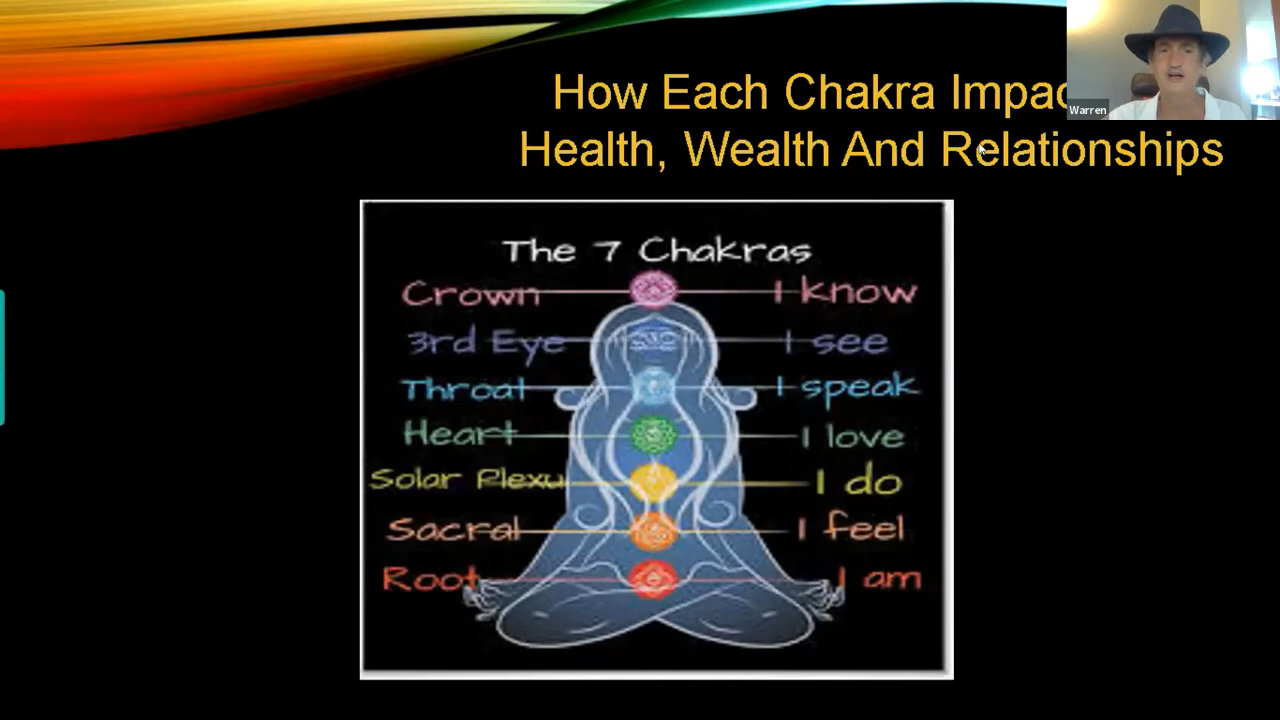 How Each Chakra Impac
Health, Wealth And Relationships
Warren
The 7 Chakras
Crown I know
3rd Eye I see
Throat I speak
Heart I love
Solar Plexu I do
Sacral I feel
Root I am